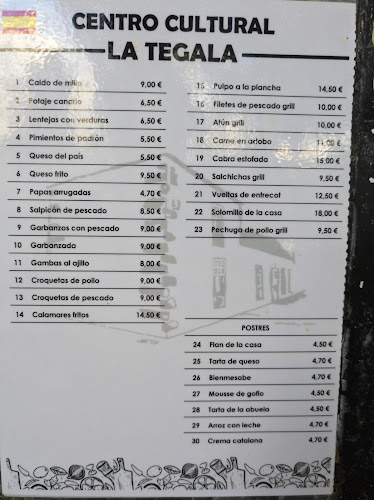 CENTRO CULTURAL
LA TEGALA
1 Caldo de millo 9,00 €
2 Potaje canario 6,50 €
3 Lentejas con verduras 6,50 €
4 Pimientos de padrón 5,50 €
5 Queso del país 5,50 €
6 Queso frito 9,50 €
7 Papas arrugadas 4,70 €
8 Salpicón de pescado 8,50 €
9 Garbanzos con pescado 9,00 €
10 Garbanzada 9,00 €
11 Gambas al ajillo 8,00 €
12 Croquetas de pollo 9,00 €
13 Croquetas de pescado 9,00 €
14 Calamares fritos 14,50 €
15 Pulpo a la plancha 14,50 €
16 Filetes de pescado grill 10,00 €
17 Atún grill 10,00 €
18 Carne en adobo 11,00 €
19 Cabra estofada 15,00 €
20 Salchichas grill 9,50 €
21 Vueltas de entrecot 12,50 €
22 Solomillo de la casa 18,00 €
23 Pechuga de pollo grill 9,50 €
POSTRES
24 Flan de la casa 4,50 €
25 Tarta de queso 4,70 €
26 Bienmesabe 4,70 €
27 Mousse de gofio 4,50 €
28 Tarta de la abuela 4,50 €
29 Arroz con leche 4,70 €
30 Crema catalana 4,70 €